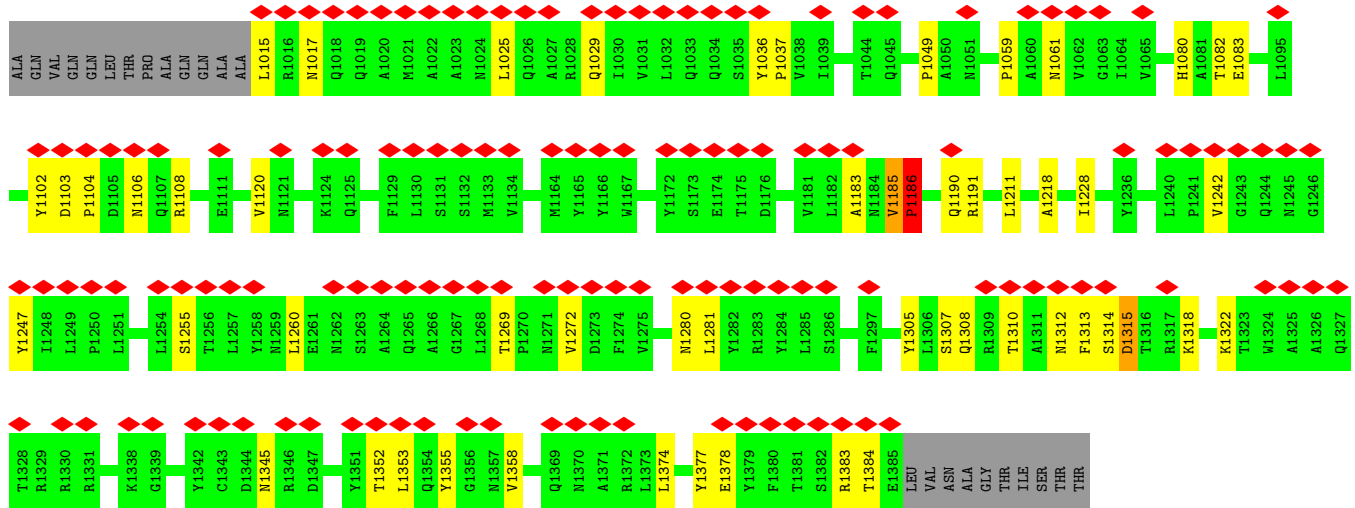 ALA GLN VAL GLN GLN LEU THR PRO ALA GLN GLN ALA ALA L1015 R1016 N1017 Q1018 Q1019 A1020 M1021 A1022 A1023 N1024 L1025 Q1026 A1027 R1028 Q1029 I1030 V1031 L1032 Q1033 Q1034 S1035 Y1036 P1037 V1038 I1039 T1044 Q1045 P1049 A1050 N1051 P1059 A1060 N1061 V1062 G1063 I1064 V1065 H1080 A1081 T1082 E1083 L1095
Y1102 D1103 P1104 D1105 N1106 Q1107 R1108 E1111 V1120 N1121 K1124 Q1125 F1129 L1130 S1131 S1132 M1133 V1134 M1164 Y1165 Y1166 W1167 Y1172 S1173 E1174 T1175 D1176 V1181 L1182 A1183 N1184 V1185 P1186 Q1190 R1191 L1211 A1218 I1228 Y1236 L1240 P1241 V1242 G1243 Q1244 N1245 G1246
Y1247 I1248 L1249 P1250 L1251 L1254 S1255 T1256 L1257 Y1258 N1259 L1260 E1261 N1262 S1263 A1264 Q1265 A1266 G1267 L1268 T1269 P1270 N1271 V1272 D1273 F1274 V1275 N1280 L1281 Y1282 R1283 Y1284 L1285 S1286 F1297 Y1305 L1306 S1307 Q1308 R1309 T1310 A1311 N1312 F1313 S1314 D1315 T1316 R1317 K1318 K1322 T1323 W1324 A1325 A1326 Q1327
T1328 R1329 R1330 R1331 K1338 G1339 Y1342 C1343 D1344 N1345 R1346 D1347 Y1351 T1352 L1353 Q1354 Y1355 G1356 N1357 V1358 Q1369 N1370 A1371 R1372 L1373 L1374 Y1377 E1378 Y1379 F1380 T1381 S1382 R1383 T1384 E1385 LEU VAL ASN ALA GLY THR ILE SER THR THR